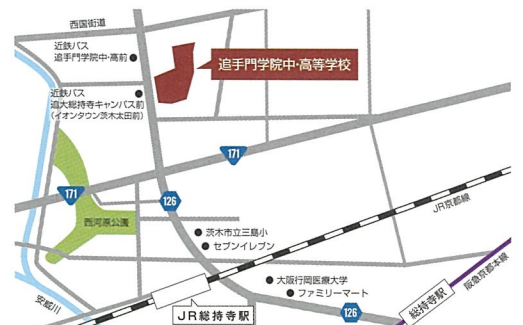 西国街道
近鉄バス
追手門学院中・高前
追手門学院中・高等学校
近鉄バス
追大総持寺キャンパス前
(イオンタウン茨木太田前)
171
171
126
西河原公園
JR京都線
茨木市立三島小
セブンイレブン
大阪行岡医療大学
ファミリーマート
安威川
JR総持寺駅
126
総持寺駅
阪急京都本線